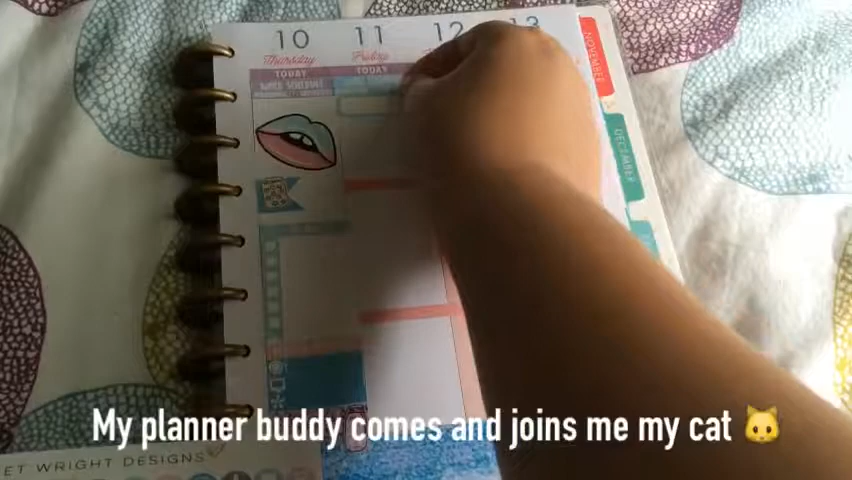 10 11 12 13
Thursday Friday
TODAY TODAY
NOVEMBER
DECEMBER
My planner buddy comes and joins me my cat 🐱
ET WRIGHT DESIGNS